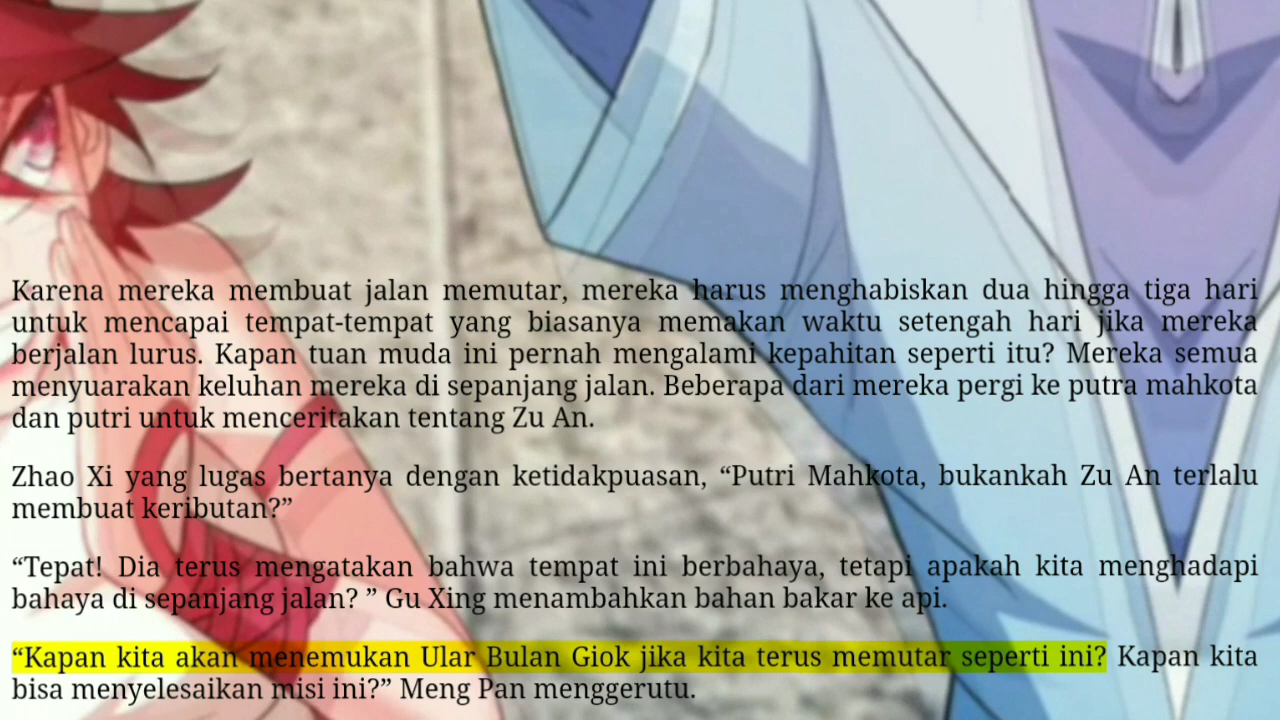 Karena mereka membuat jalan memutar, mereka harus menghabiskan dua hingga tiga hari
untuk mencapai tempat-tempat yang biasanya memakan waktu setengah hari jika mereka
berjalan lurus. Kapan tuan muda ini pernah mengalami kepahitan seperti itu? Mereka semua
menyuarakan keluhan mereka di sepanjang jalan. Beberapa dari mereka pergi ke putra mahkota
dan putri untuk menceritakan tentang Zu An.
Zhao Xi yang lugas bertanya dengan ketidakpuasan, “Putri Mahkota, bukankah Zu An terlalu
membuat keributan?”
“Tepat! Dia terus mengatakan bahwa tempat ini berbahaya, tetapi apakah kita menghadapi
bahaya di sepanjang jalan? ” Gu Xing menambahkan bahan bakar ke api.
“Kapan kita akan menemukan Ular Bulan Giok jika kita terus memutar seperti ini? Kapan kita
bisa menyelesaikan misi ini?” Meng Pan menggerutu.